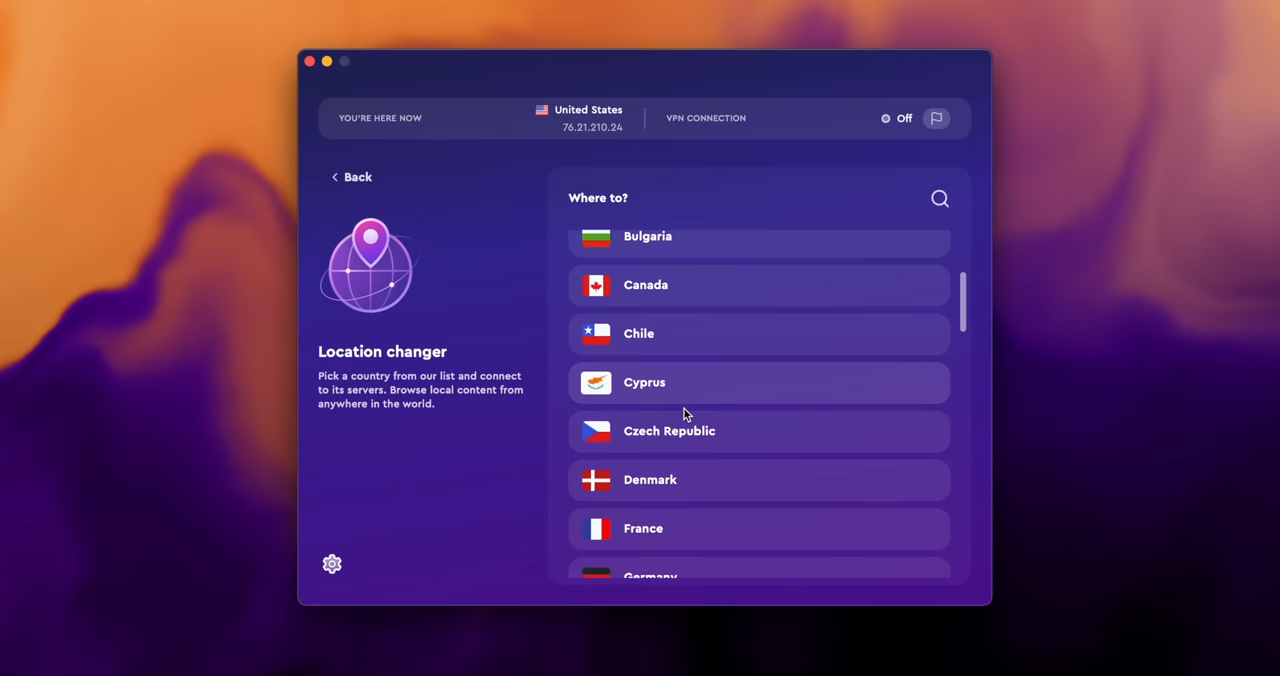 YOU'RE HERE NOW
United States
76.21.210.24
VPN CONNECTION
Off
Back
Where to?
Bulgaria
Canada
Chile
Cyprus
Czech Republic
Denmark
France
Germany
Location changer
Pick a country from our list and connect
to its servers. Browse local content from
anywhere in the world.